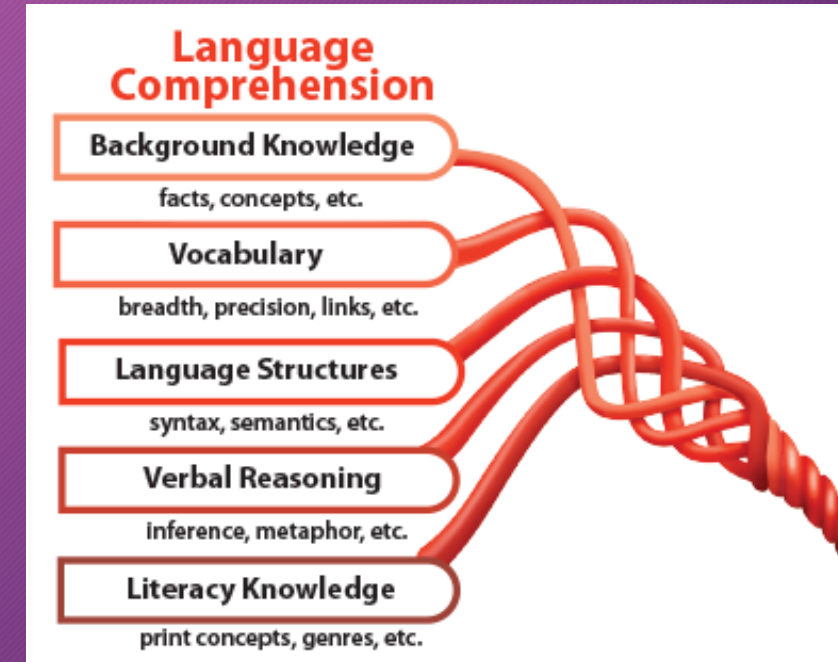 Language
Comprehension
Background Knowledge
facts, concepts, etc.
Vocabulary
breadth, precision, links, etc.
Language Structures
syntax, semantics, etc.
Verbal Reasoning
inference, metaphor, etc.
Literacy Knowledge
print concepts, genres, etc.